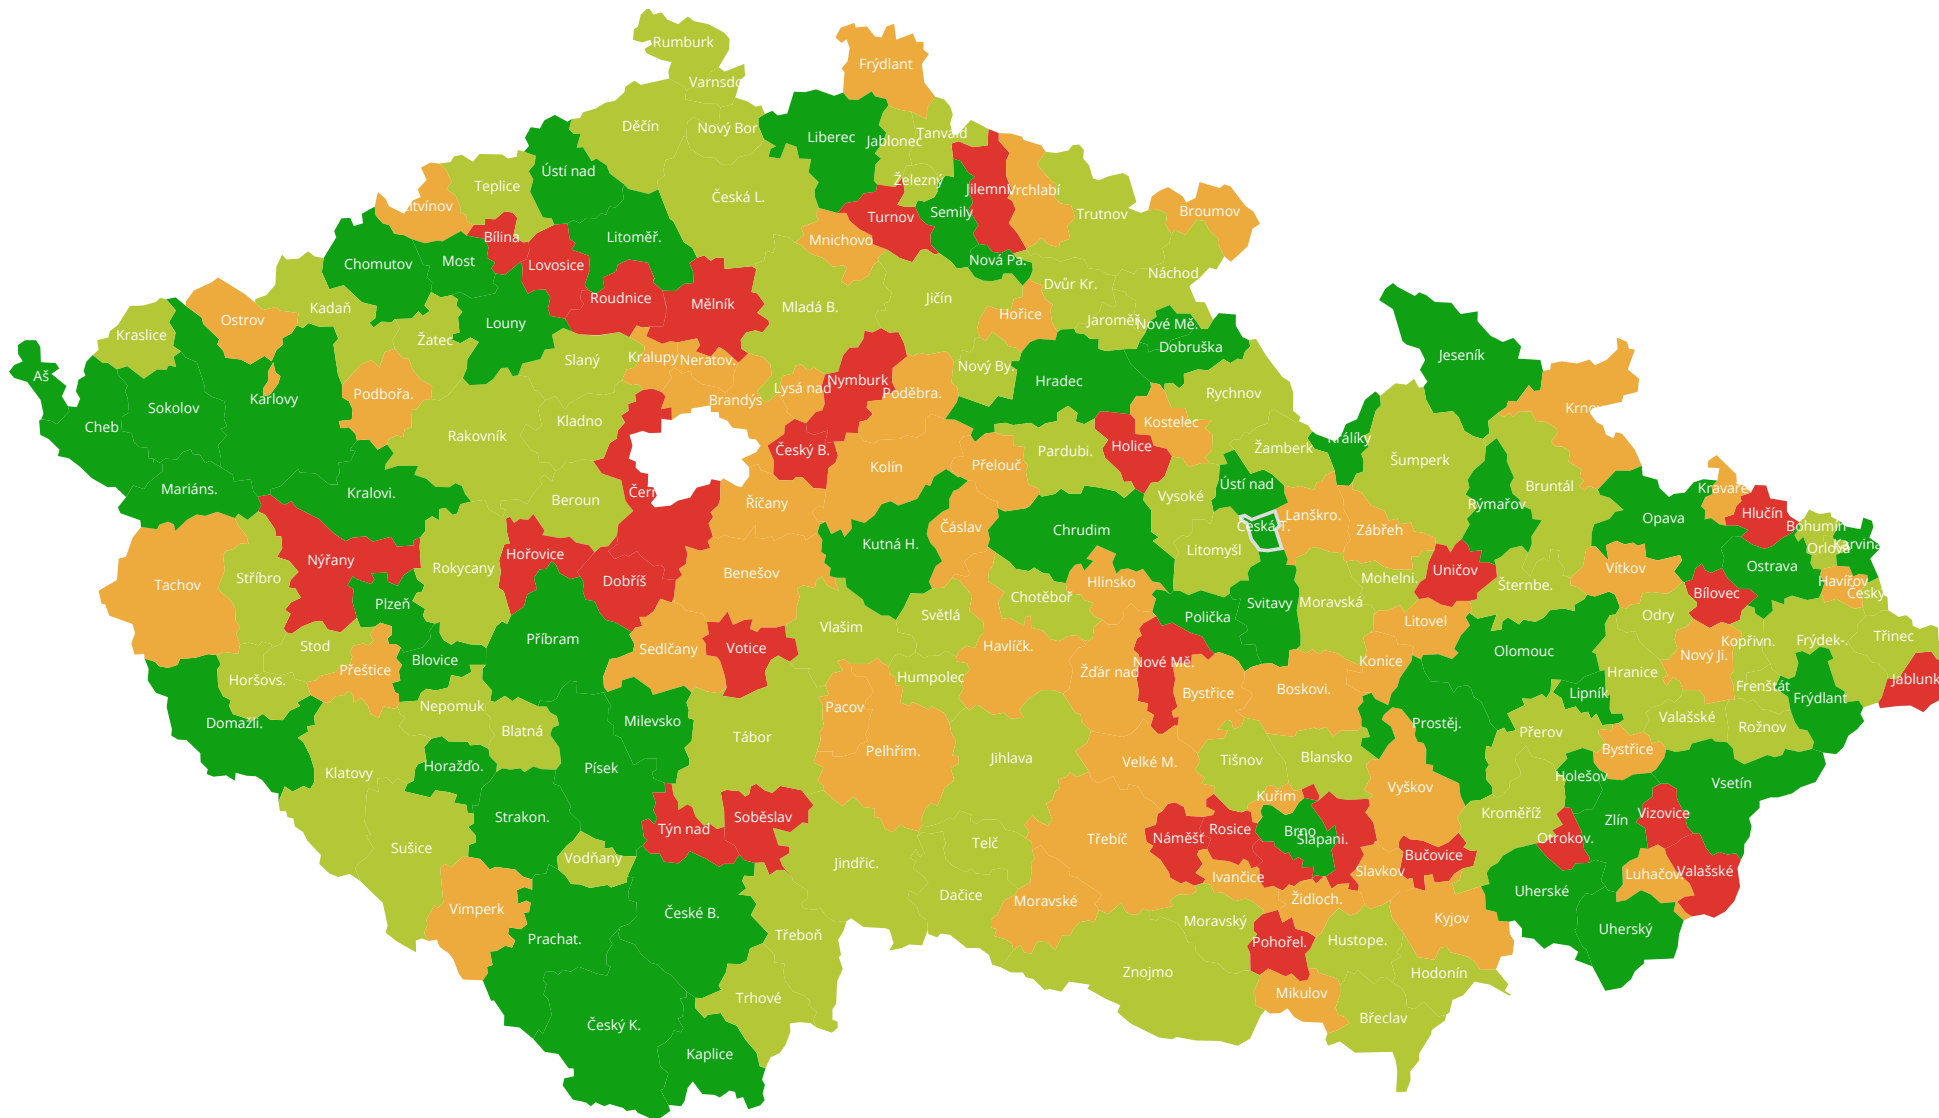 Rumburk
Frýdlant
Varnsdo
Děčín
Nový Bor
Liberec
Jablonec
Tanvald
Ústí nad
Teplice
Železný
Jilemni
Vrchlabí
Česká L.
Litvínov
Turnov
Semily
Trutnov
Broumov
Bílina
Litoměř.
Mnichovo
Chomutov
Most
Lovosice
Nová Pa.
Náchod
Roudnice
Mělník
Jičín
Dvůr Kr.
Kadaň
Mladá B.
Ostrov
Hořice
Jaroměř
Nové Mě.
Kraslice
Louny
Žatec
Dobruška
Jeseník
Slaný
Kralupy
Neratov.
Nový By.
Aš
Nymburk
Hradec
Lysá nad
Poděbra.
Rychnov
Podbořa.
Karlovy
Brandýs
Sokolov
Krnov
Cheb
Kladno
Kostelec
Rakovník
Králíky
Český B.
Pardubi.
Holice
Žamberk
Kolín
Přelouč
Šumperk
Mariáns.
Kralovi.
Ústí nad
Bruntál
Kravaře
Beroun
Čern
Říčany
Vysoké
Rýmařov
Hlučín
Lanškro.
Opava
Čáslav
Chrudim
Česká T.
Zábřeh
Bohumín
Kutná H.
Litomyšl
Karviná
Orlová
Hořovice
Nýřany
Rokycany
Ostrava
Tachov
Stříbro
Dobříš
Benešov
Hlinsko
Mohelni.
Uničov
Šternbe.
Vítkov
Havířov
Chotěboř
Bílovec
Český
Plzeň
Svitavy
Moravská
Světlá
Polička
Odry
Vlašim
Litovel
Příbram
Stod
Havlíčk.
Kopřivn.
Frýdek-.
Třinec
Sedlčany
Votice
Olomouc
Nový Ji.
Blovice
Nové Mě.
Konice
Přeštice
Žďár nad
Hranice
Horšovs.
Humpolec
Boskovi.
Lipník
Frenštát
Jablunk
Bystřice
Frýdlant
Nepomuk
Pacov
Valašské
Domažli.
Milevsko
Prostěj.
Rožnov
Blatná
Tábor
Přerov
Pelhřim.
Bystřice
Jihlava
Velké M.
Tišnov
Blansko
Klatovy
Horažďo.
Písek
Holešov
Vsetín
Kuřim
Vyškov
Strakon.
Soběslav
Kroměříž
Vizovice
Zlín
Týn nad
Rosice
Brno
Šlapani.
Třebíč
Náměšť
Otrokov.
Telč
Sušice
Vodňany
Bučovice
Jindřic.
Slavkov
Valašské
Luhačov.
Ivančice
Uherské
Dačice
Moravské
Židloch.
Vimperk
České B.
Kyjov
Moravský
Uherský
Třeboň
Prachat.
Pohořel.
Hustope.
Znojmo
Hodonín
Trhové
Mikulov
Břeclav
Český K.
Kaplice